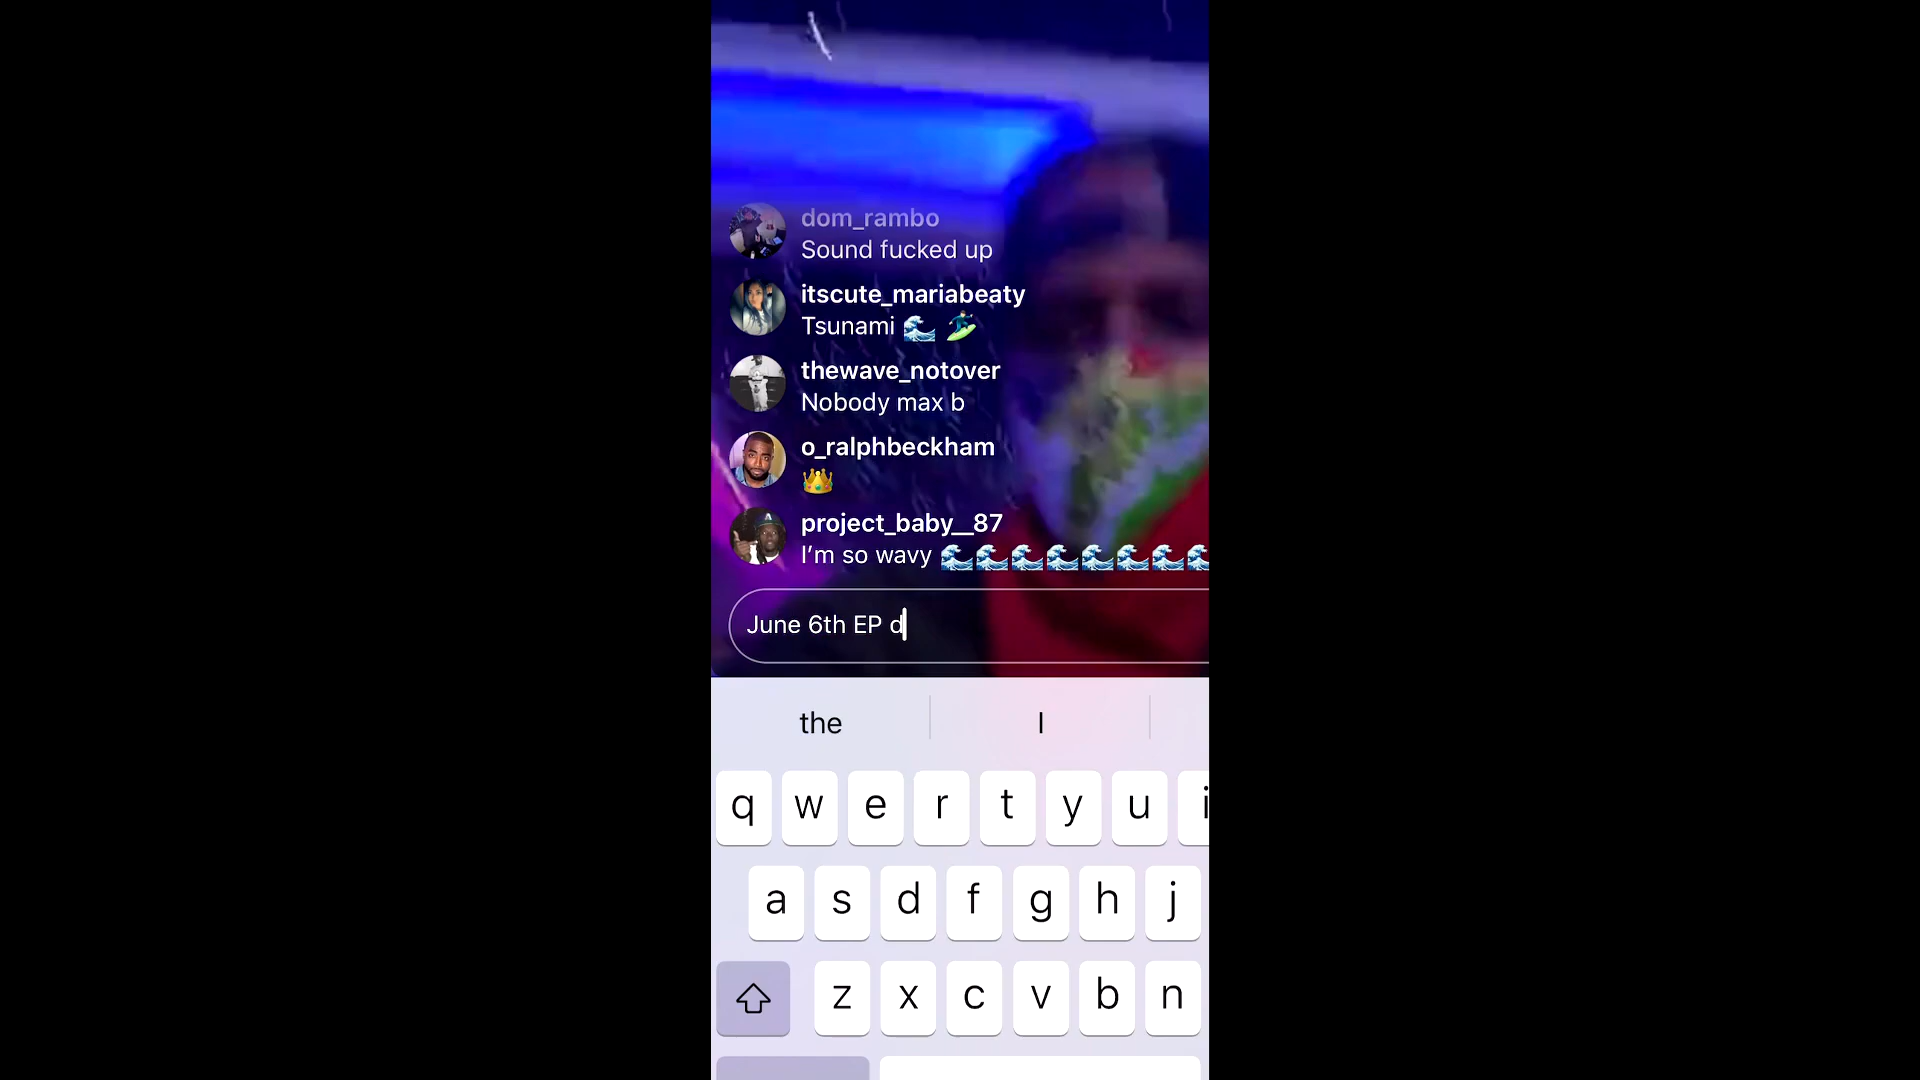 dom_rambo
Sound fucked up
itscute_mariabeaty
Tsunami 🌊 🏄
thewave_notover
Nobody max b
o_ralphbeckham
👑
project_baby__87
I’m so wavy 🌊🌊🌊🌊🌊🌊🌊🌊
June 6th EP d
the I
q w e r t y u i
a s d f g h j
z x c v b n